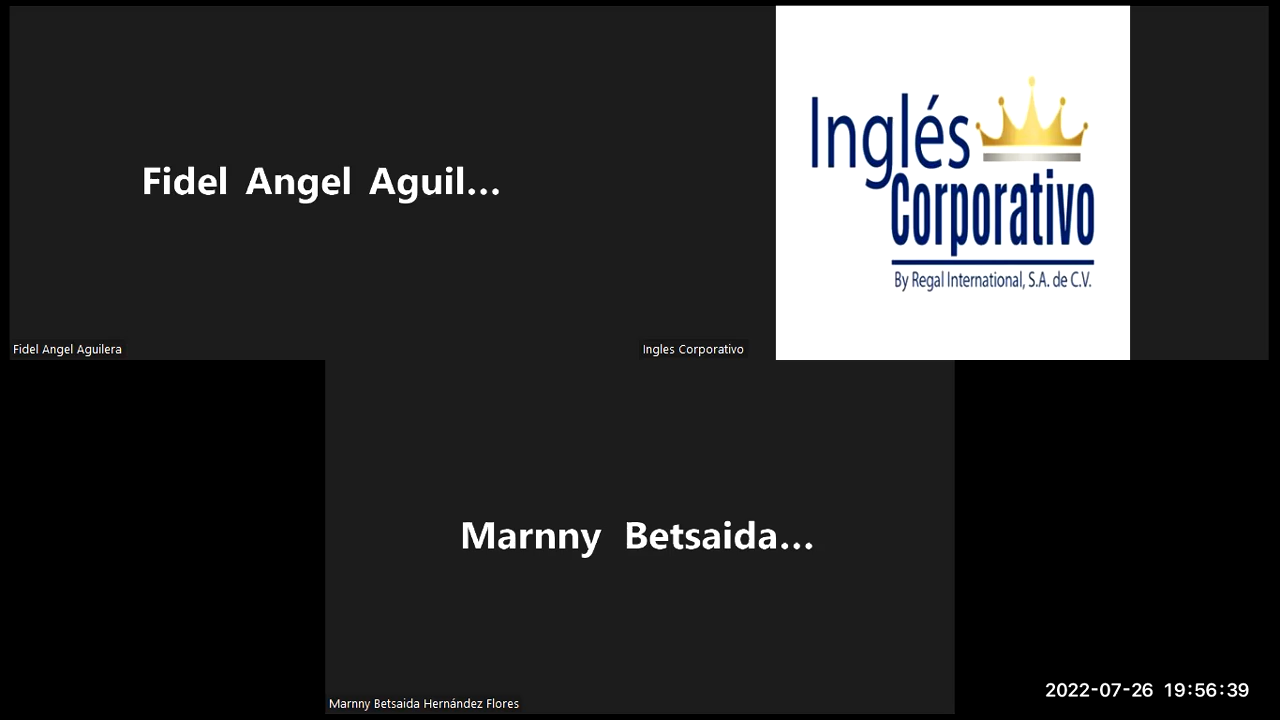 Fidel Angel Aguil...
Fidel Angel Aguilera
Inglés
Corporativo
By Regal International, S.A. de C.V.
Ingles Corporativo
Marnny Betsaida...
Marnny Betsaida Hernández Flores
2022-07-26 19:56:39